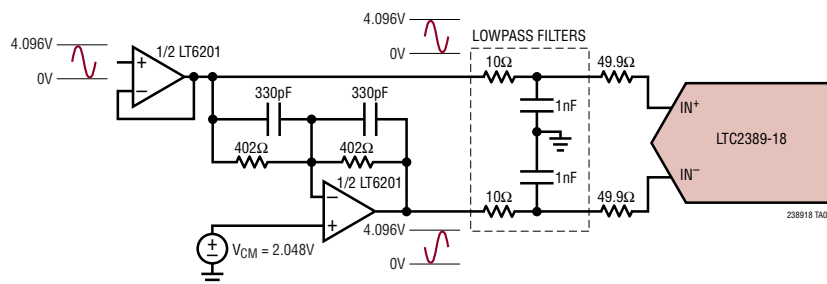 4.096V
0V
1/2 LT6201
4.096V
0V
LOWPASS FILTERS
10Ω
49.9Ω
330pF
330pF
1nF
IN+
402Ω
402Ω
LTC2389-18
1/2 LT6201
1nF
IN−
10Ω
49.9Ω
VCM = 2.048V
4.096V
0V
238918 TA0